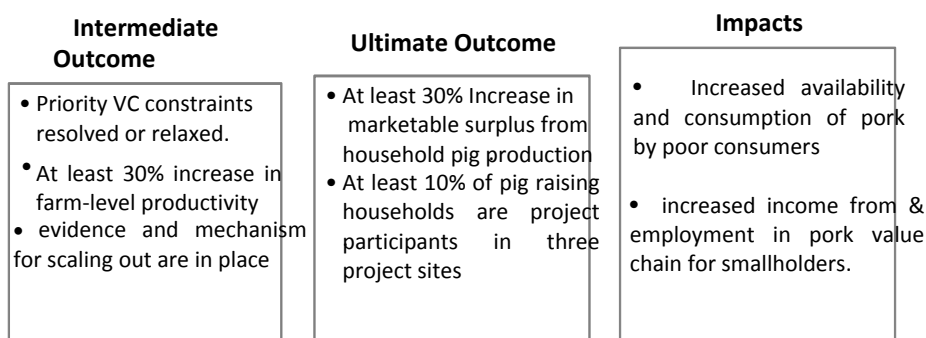 Intermediate
Outcome
• Priority VC constraints
resolved or relaxed.
• At least 30% increase in
farm-level productivity
• evidence and mechanism
for scaling out are in place
Ultimate Outcome
• At least 30% Increase in
marketable surplus from
household pig production
• At least 10% of pig raising
households are project
participants in three
project sites
Impacts
• Increased availability
and consumption of pork
by poor consumers
• increased income from &
employment in pork value
chain for smallholders.